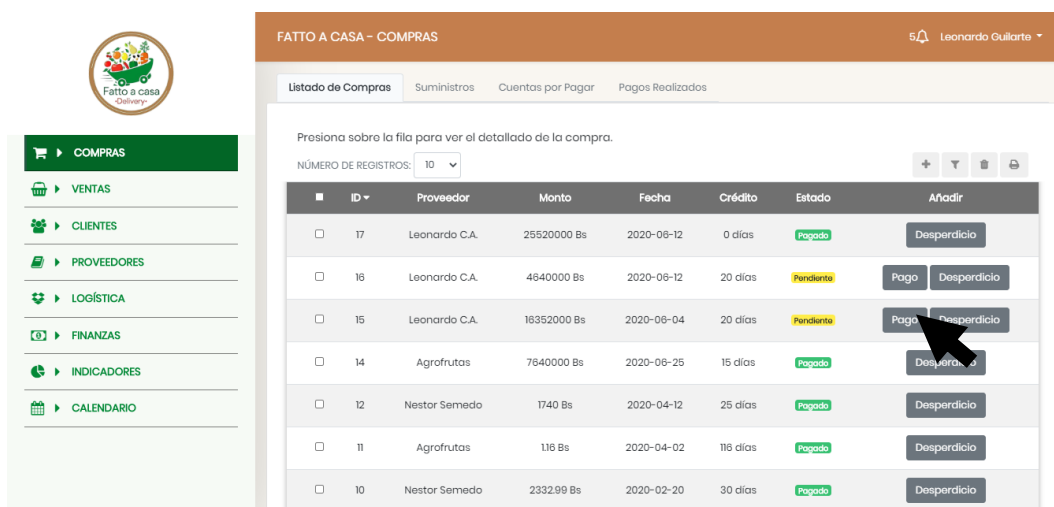 FATTO A CASA - COMPRAS
5 Leonardo Guilarte
Fatto a casa
-Delivery-
Listado de Compras Suministros Cuentas por Pagar Pagos Realizados
Presiona sobre la fila para ver el detallado de la compra.
NÚMERO DE REGISTROS: 10
COMPRAS
VENTAS
CLIENTES
PROVEEDORES
LOGÍSTICA
FINANZAS
INDICADORES
CALENDARIO
ID Proveedor Monto Fecha Crédito Estado Añadir
17 Leonardo C.A. 25520000 Bs 2020-06-12 0 días Pagado Desperdicio
16 Leonardo C.A. 4640000 Bs 2020-06-12 20 días Pendiente Pago Desperdicio
15 Leonardo C.A. 16352000 Bs 2020-06-04 20 días Pendiente Pago Desperdicio
14 Agrofrutas 7640000 Bs 2020-06-25 15 días Pagado Desperdicio
12 Nestor Semedo 1740 Bs 2020-04-12 25 días Pagado Desperdicio
11 Agrofrutas 1.16 Bs 2020-04-02 116 días Pagado Desperdicio
10 Nestor Semedo 2332.99 Bs 2020-02-20 30 días Pagado Desperdicio